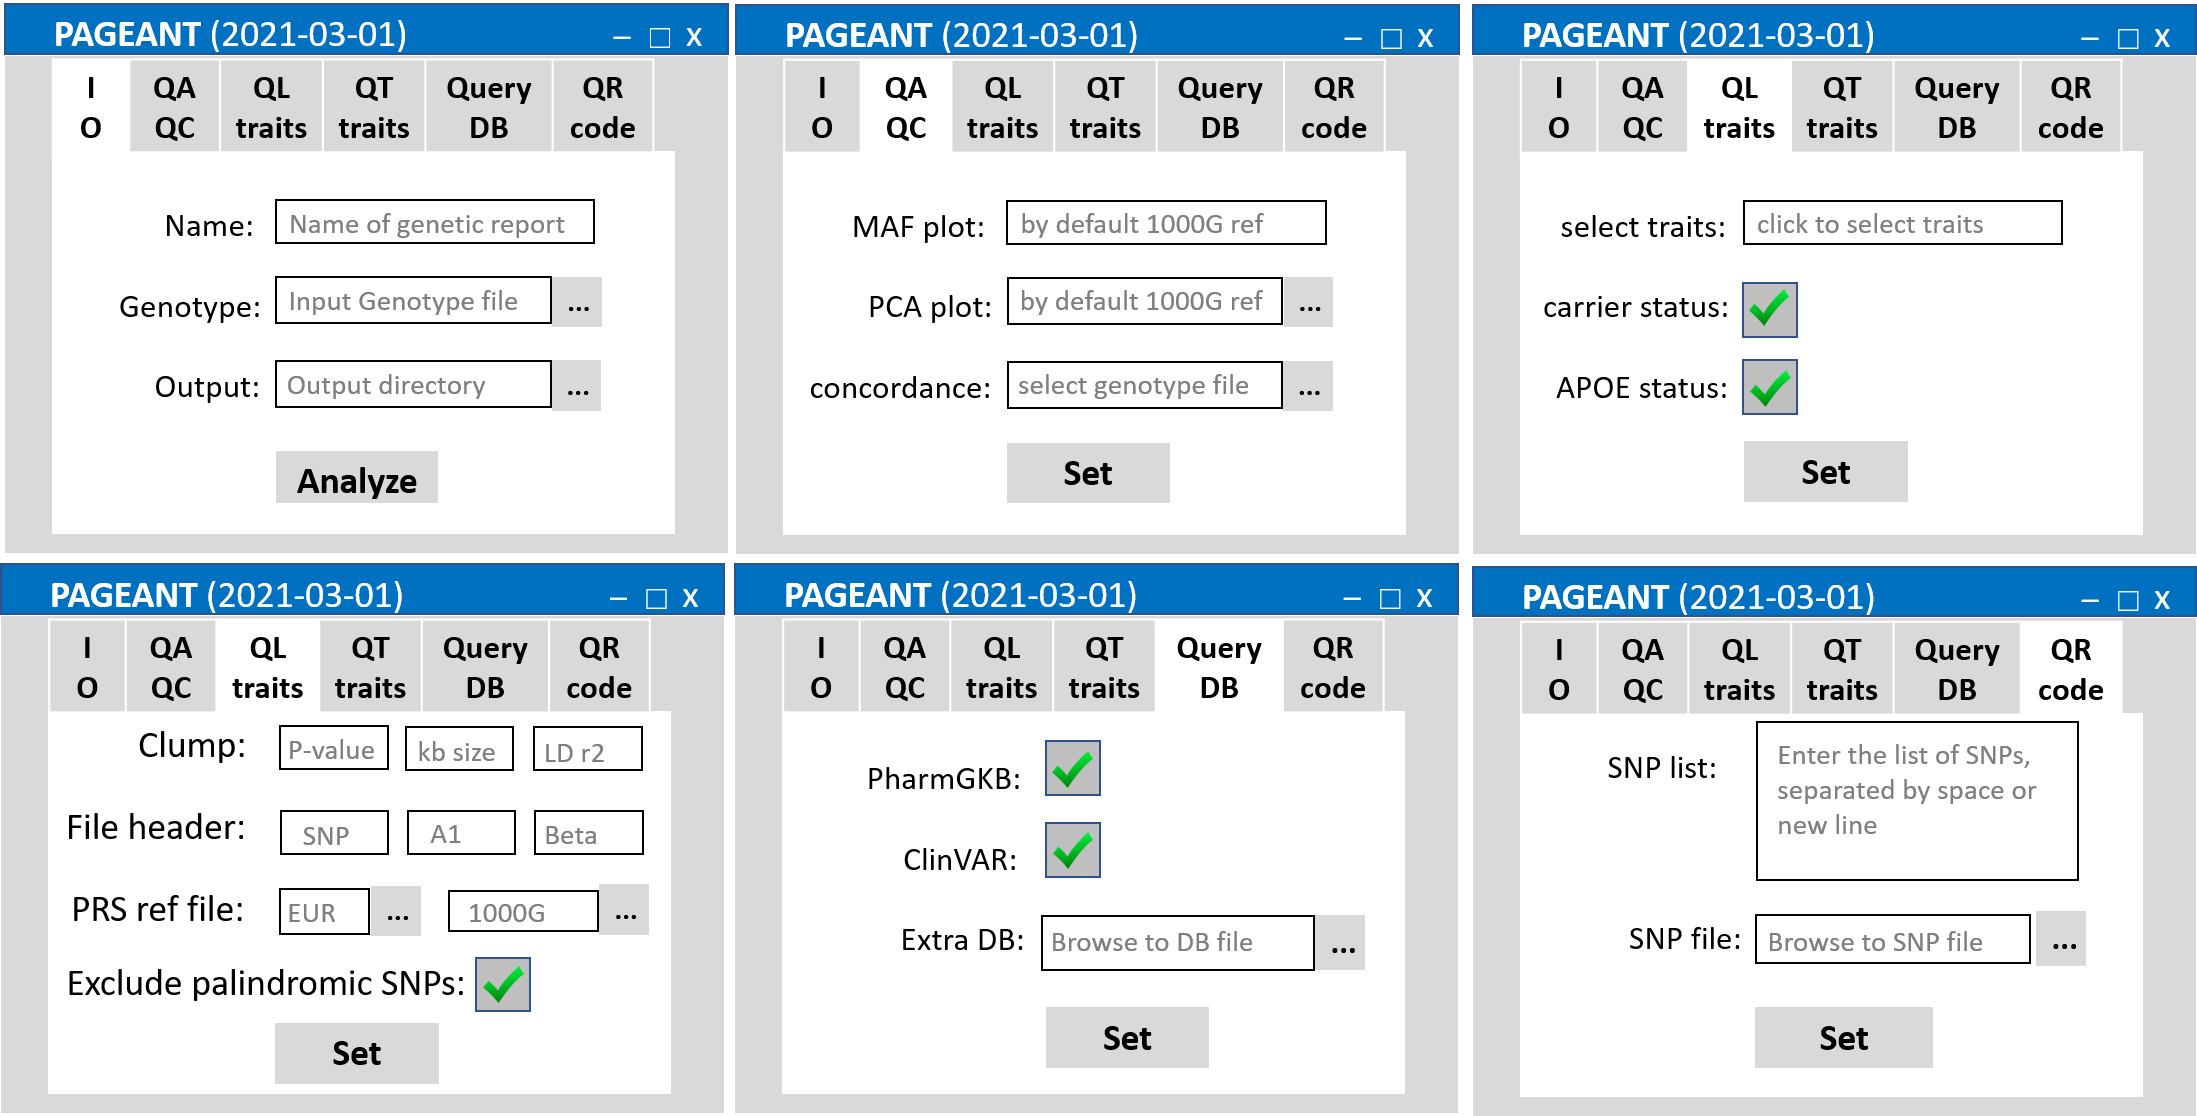 PAGEANT (2021-03-01) – □ X
I QA QL QT Query QR
O QC traits traits DB code
Name: Name of genetic report
Genotype: Input Genotype file ...
Output: Output directory ...
Analyze
PAGEANT (2021-03-01) – □ X
I QA QL QT Query QR
O QC traits traits DB code
MAF plot: by default 1000G ref
PCA plot: by default 1000G ref ...
concordance: select genotype file ...
Set
PAGEANT (2021-03-01) – □ X
I QA QL QT Query QR
O QC traits traits DB code
select traits: click to select traits
carrier status:
APOE status:
Set
PAGEANT (2021-03-01) – □ X
I QA QL QT Query QR
O QC traits traits DB code
Clump: P-value kb size LD r2
File header: SNP A1 Beta
PRS ref file: EUR ... 1000G ...
Exclude palindromic SNPs:
Set
PAGEANT (2021-03-01) – □ X
I QA QL QT Query QR
O QC traits traits DB code
PharmGKB:
ClinVAR:
Extra DB: Browse to DB file ...
Set
PAGEANT (2021-03-01) – □ X
I QA QL QT Query QR
O QC traits traits DB code
SNP list: Enter the list of SNPs,
separated by space or
new line
SNP file: Browse to SNP file ...
Set